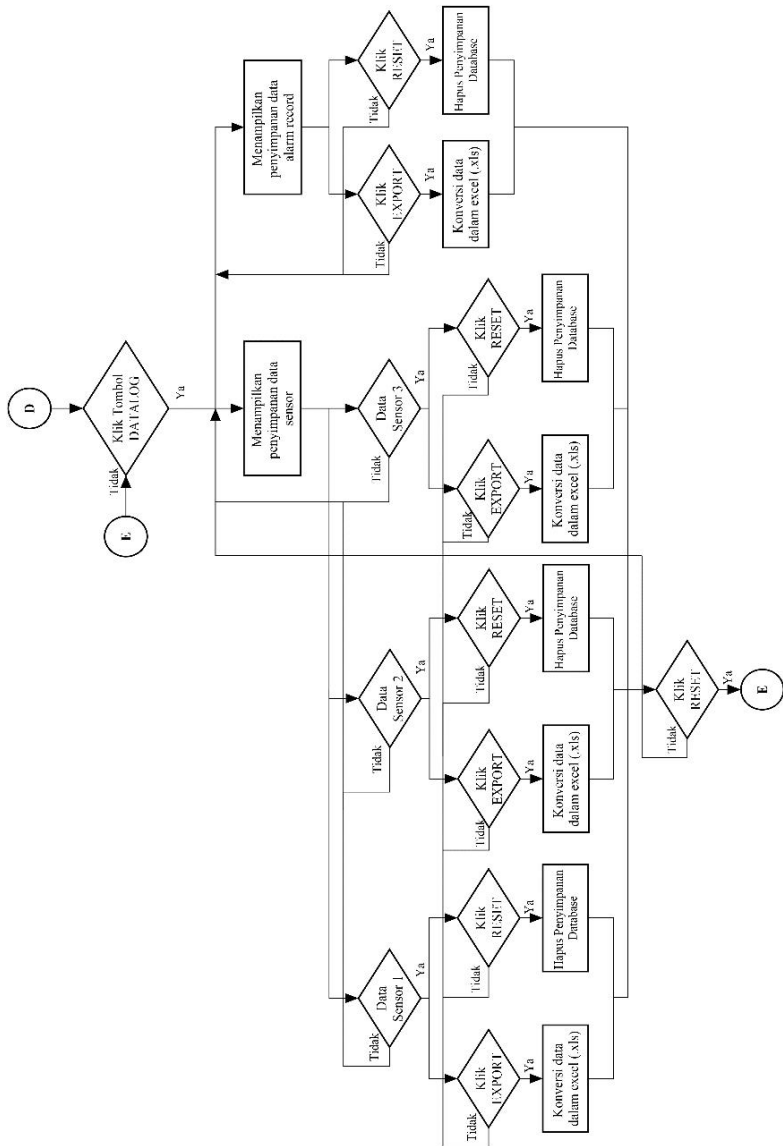 D
Klik Tombol
DATALOG
Tidak
E
Ya
Menampilkan
penyimpanan data
sensor
Menampilkan
penyimpanan data
alarm record
Data
Sensor 1
Tidak
Ya
Data
Sensor 2
Tidak
Ya
Data
Sensor 3
Tidak
Ya
Klik
EXPORT
Tidak
Ya
Klik
RESET
Tidak
Ya
Klik
EXPORT
Tidak
Ya
Klik
RESET
Tidak
Ya
Klik
EXPORT
Tidak
Ya
Klik
RESET
Tidak
Ya
Klik
EXPORT
Tidak
Ya
Klik
RESET
Tidak
Ya
Konversi data
dalam excel (.xls)
Hapus Penyimpanan
Database
Konversi data
dalam excel (.xls)
Hapus Penyimpanan
Database
Konversi data
dalam excel (.xls)
Hapus Penyimpanan
Database
Konversi data
dalam excel (.xls)
Hapus Penyimpanan
Database
Klik
RESET
Tidak
Ya
E